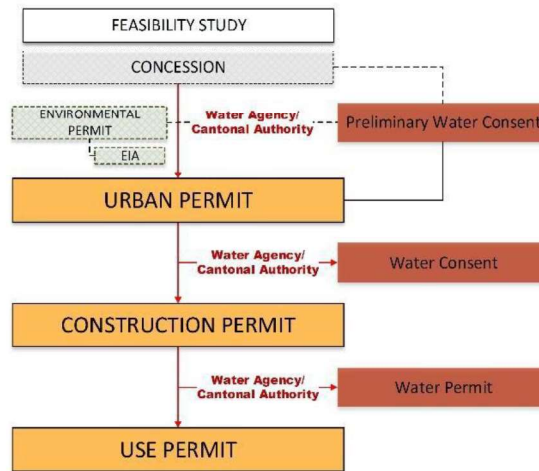 FEASIBILITY STUDY
CONCESSION
ENVIRONMENTAL
PERMIT
EIA
Water Agency/
Cantonal Authority
Preliminary Water Consent
URBAN PERMIT
Water Agency/
Cantonal Authority
Water Consent
CONSTRUCTION PERMIT
Water Agency/
Cantonal Authority
Water Permit
USE PERMIT